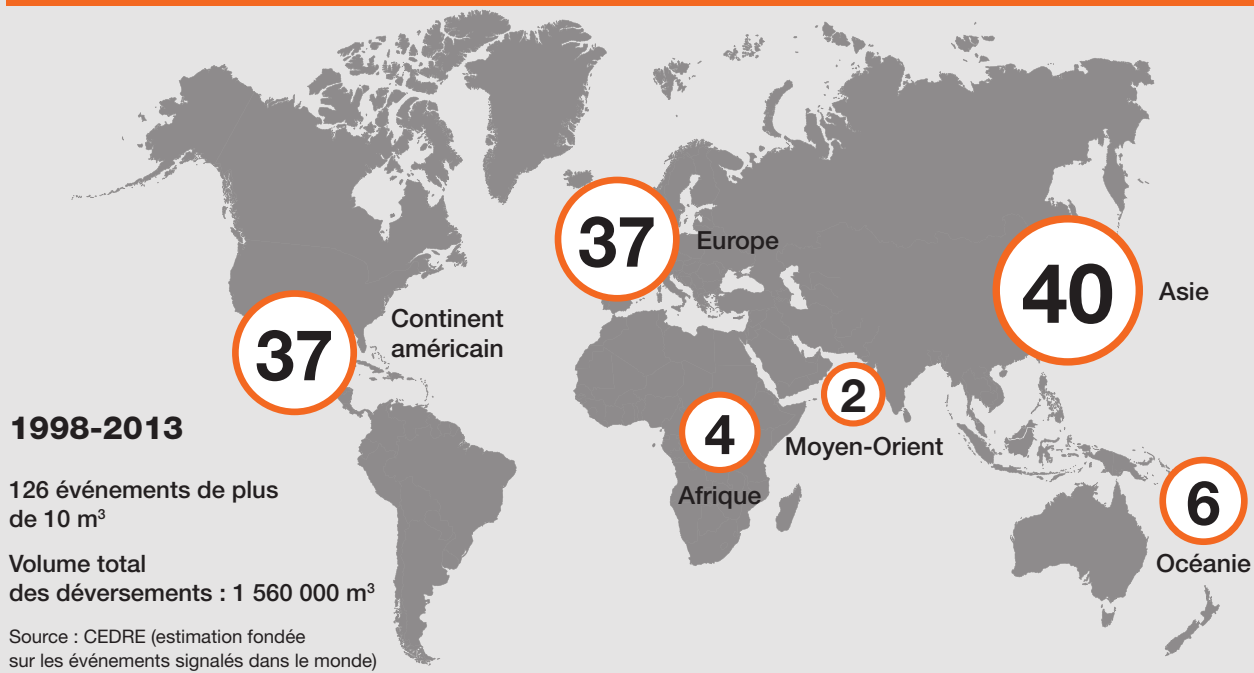 37
Europe
40
Asie
37
Continent
américain
2
Moyen-Orient
4
Afrique
6
Océanie
1998-2013
126 événements de plus
de 10 m³
Volume total
des déversements : 1 560 000 m³
Source : CEDRE (estimation fondée
sur les événements signalés dans le monde)